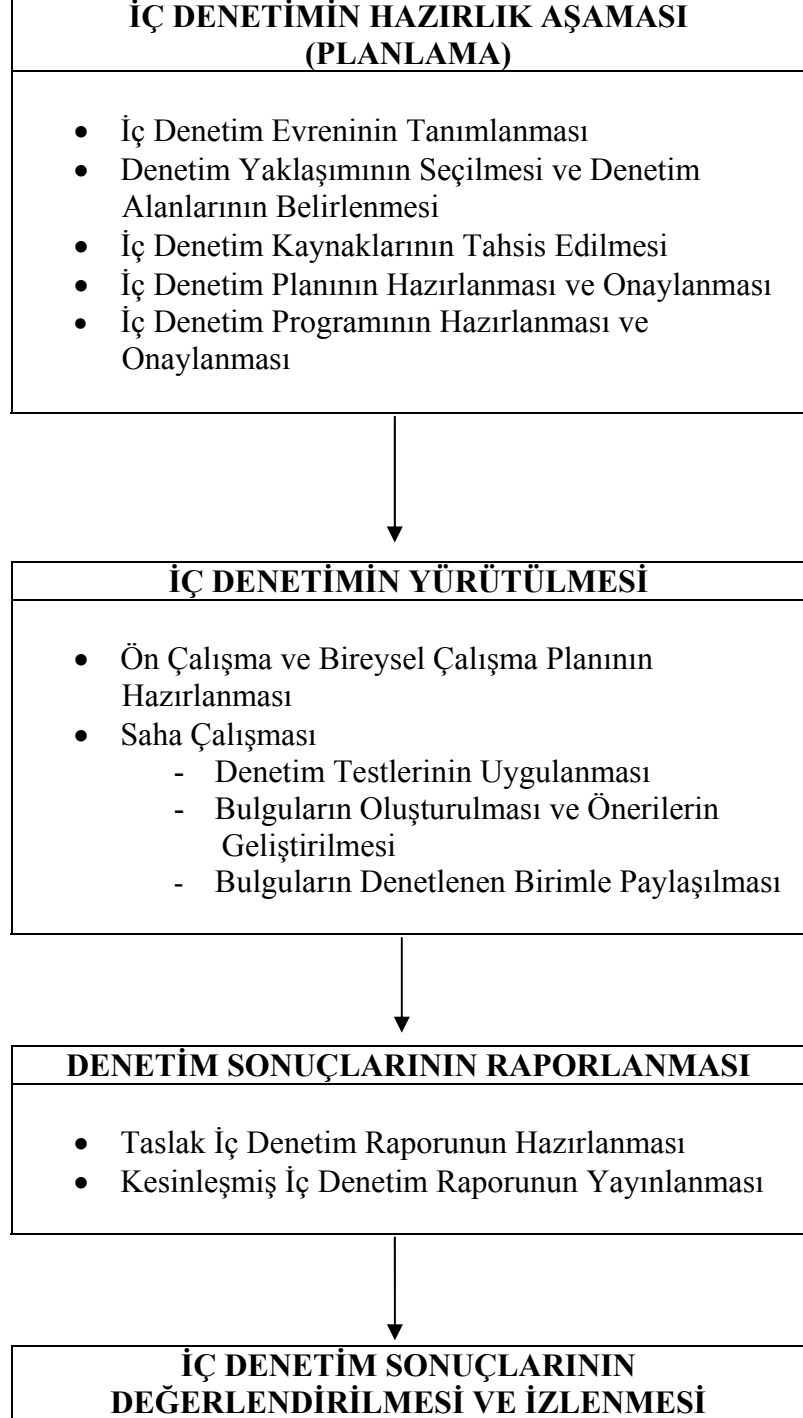 İÇ DENETİMİN HAZIRLIK AŞAMASI
(PLANLAMA)
• İç Denetim Evreninin Tanımlanması
• Denetim Yaklaşımının Seçilmesi ve Denetim
Alanlarının Belirlenmesi
• İç Denetim Kaynaklarının Tahsis Edilmesi
• İç Denetim Planının Hazırlanması ve Onaylanması
• İç Denetim Programının Hazırlanması ve
Onaylanması
İÇ DENETİMİN YÜRÜTÜLMESİ
• Ön Çalışma ve Bireysel Çalışma Planının
Hazırlanması
• Saha Çalışması
- Denetim Testlerinin Uygulanması
- Bulguların Oluşturulması ve Önerilerin
Geliştirilmesi
- Bulguların Denetlenen Birimle Paylaşılması
DENETİM SONUÇLARININ RAPORLANMASI
• Taslak İç Denetim Raporunun Hazırlanması
• Kesinleşmiş İç Denetim Raporunun Yayınlanması
İÇ DENETİM SONUÇLARININ
DEĞERLENDİRİLMESİ VE İZLENMESİ